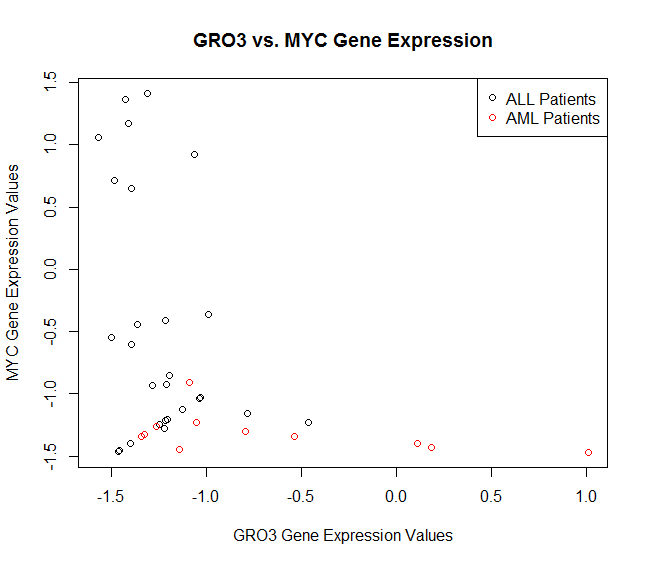 GRO3 vs. MYC Gene Expression
ALL Patients
AML Patients
MYC Gene Expression Values
1.5
1.0
0.5
0.0
-0.5
-1.0
-1.5
-1.5 -1.0 -0.5 0.0 0.5 1.0
GRO3 Gene Expression Values